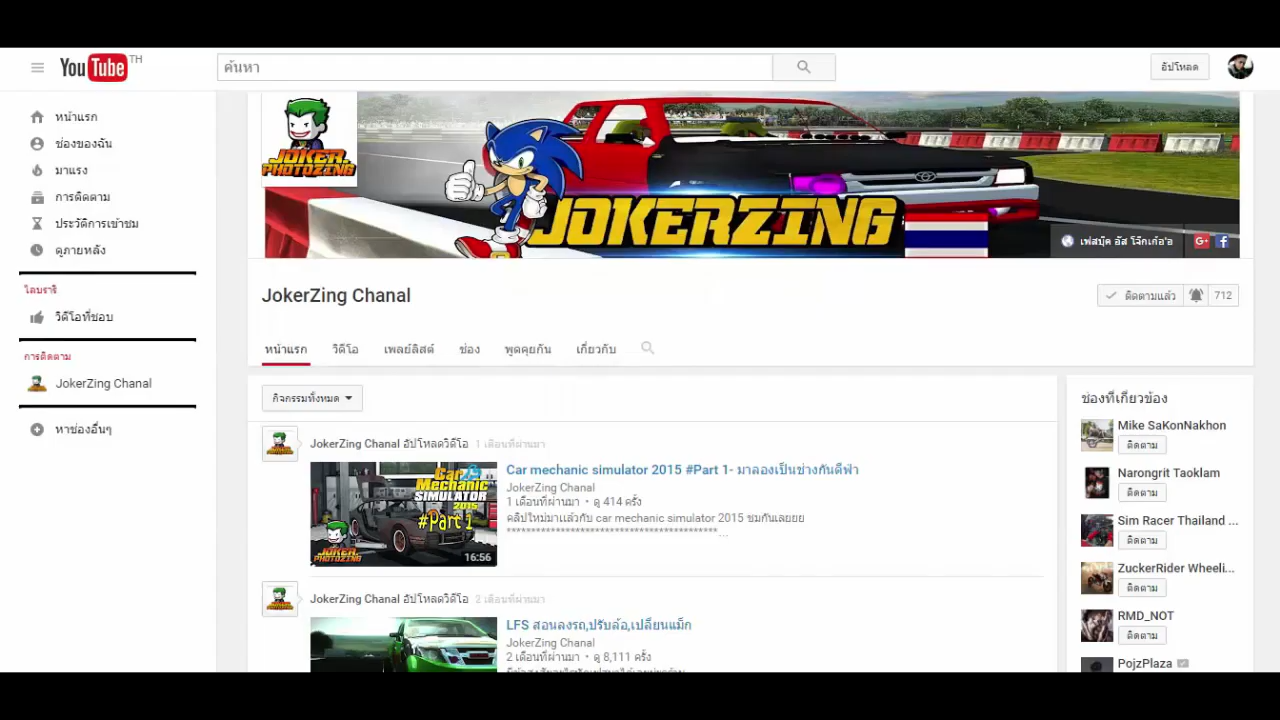 YouTube TH
ค้นหา
อัปโหลด
หน้าแรก
ช่องของฉัน
มาแรง
การติดตาม
ประวัติการเข้าชม
ดูภายหลัง
ไลบรารี
วิดีโอที่ชอบ
การติดตาม
JokerZing Chanal
หาช่องอื่นๆ
JOKER
PHOTOZING
JOKERZING
เฟสบุ๊ค อัส โจ๊กเก้อ'อ
JokerZing Chanal
ติดตามแล้ว 712
หน้าแรก วิดีโอ เพลย์ลิสต์ ช่อง พูดคุยกัน เกี่ยวกับ
กิจกรรมทั้งหมด
JokerZing Chanal อัปโหลดวิดีโอ 1 เดือนที่ผ่านมา
Car
Mechanic
SIMULATOR
2015
#Part 1
JOKER
PHOTOZING
16:56
Car mechanic simulator 2015 #Part 1- มาลองเป็นช่างกันดีฟ่า
JokerZing Chanal
1 เดือนที่ผ่านมา • ดู 414 ครั้ง
คลิปใหม่มาแล้วกับ car mechanic simulator 2015 ชมกันเลยยย
******************************************...
JokerZing Chanal อัปโหลดวิดีโอ 2 เดือนที่ผ่านมา
LFS สอนลงรถ,ปรับล้อ,เปลี่ยนแม็ก
JokerZing Chanal
2 เดือนที่ผ่านมา • ดู 8,111 ครั้ง
ช่องที่เกี่ยวข้อง
Mike SaKonNakhon
ติดตาม
Narongrit Taoklam
ติดตาม
Sim Racer Thailand ...
ติดตาม
ZuckerRider Wheeli...
ติดตาม
RMD_NOT
ติดตาม
PojzPlaza